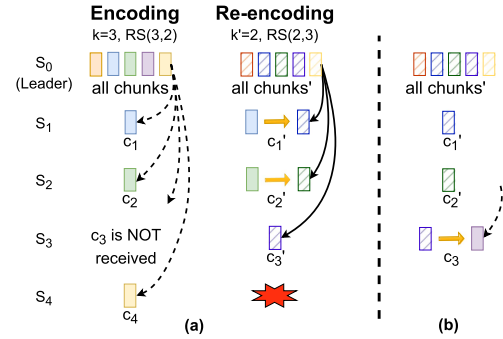 Encoding
Re-encoding
k=3, RS(3,2)
k'=2, RS(2,3)
S0
(Leader)
all chunks
all chunks'
all chunks'
S1
c1
c1'
c1'
S2
c2
c2'
c2'
S3
c3 is NOT
received
c3'
c3
S4
c4
(a)
(b)